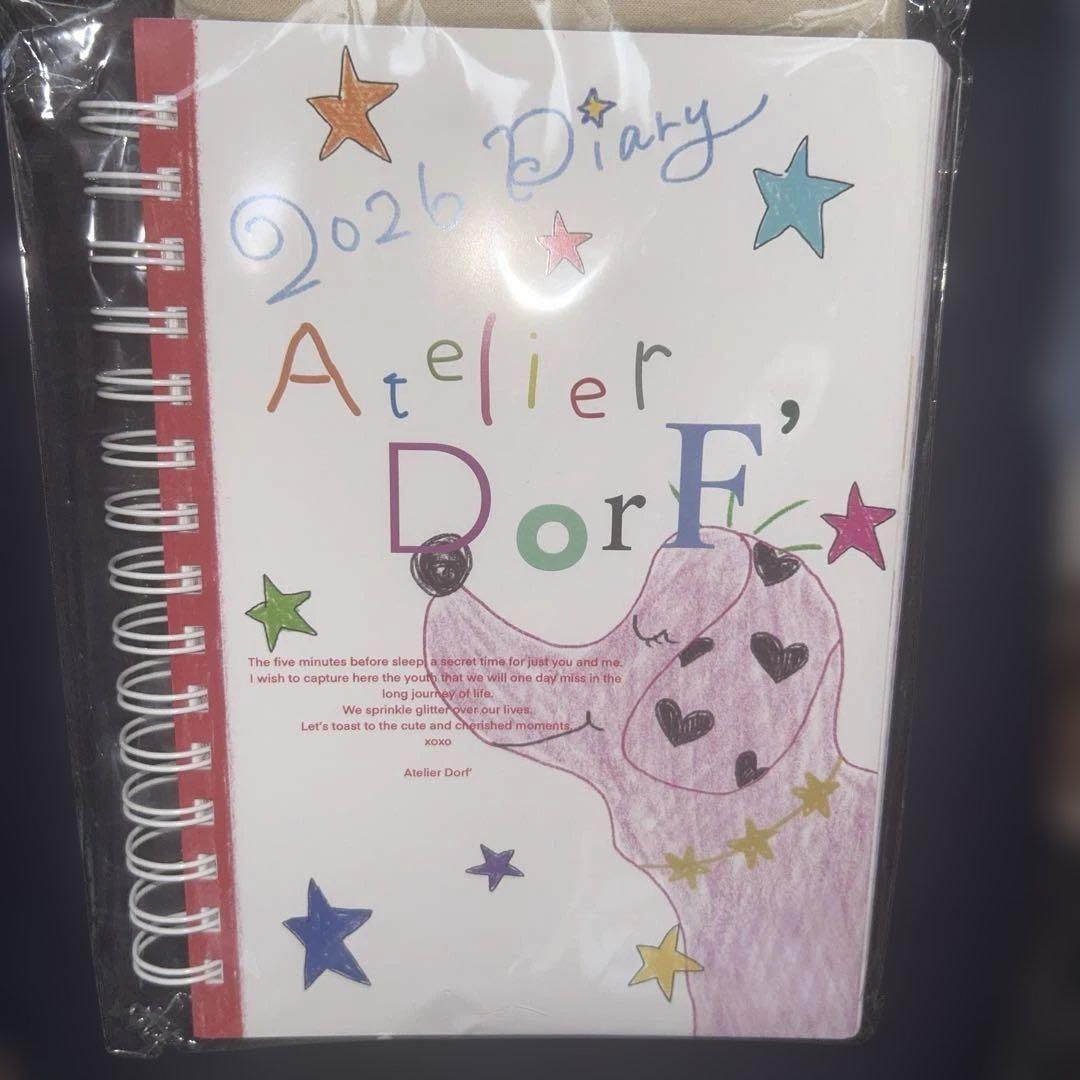 2026 Diary
Atelier
DorF'
The five minutes before sleep, a secret time for just you and me.
I wish to capture here the youth that we will one day miss in the
long journey of life.
We sprinkle glitter over our lives.
Let's toast to the cute and cherished moments.
xoxo
Atelier Dorf'